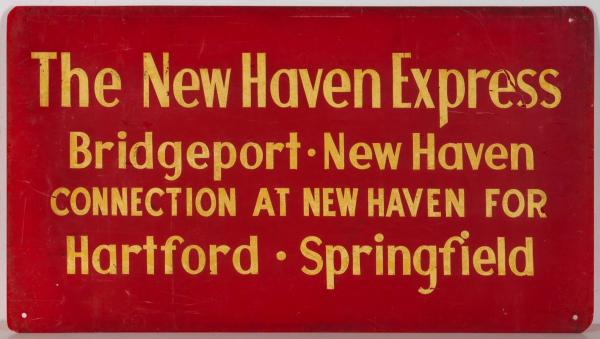 The New Haven Express
Bridgeport · New Haven
CONNECTION AT NEW HAVEN FOR
Hartford · Springfield